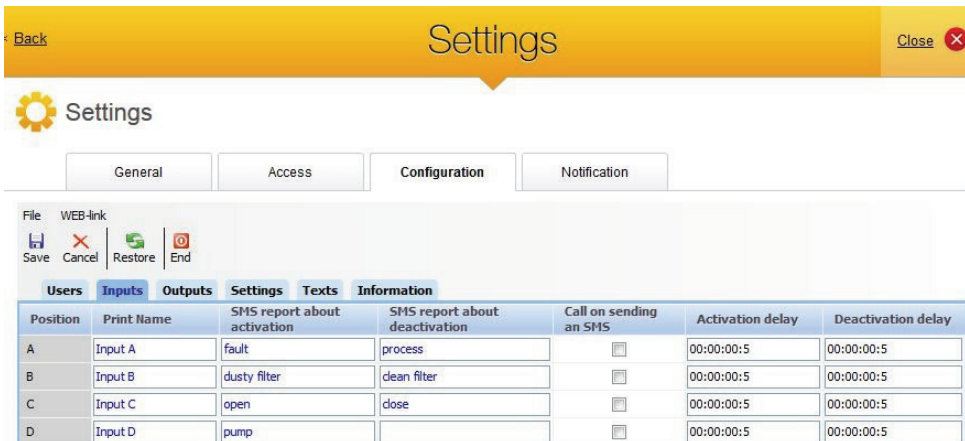 Back
Settings
Close
Settings
General Access Configuration Notification
File WEB-link
Save Cancel Restore End
Users Inputs Outputs Settings Texts Information
Position Print Name SMS report about activation SMS report about deactivation Call on sending an SMS Activation delay Deactivation delay
A Input A fault process 00:00:00:5 00:00:00:5
B Input B dusty filter clean filter 00:00:00:5 00:00:00:5
C Input C open close 00:00:00:5 00:00:00:5
D Input D pump 00:00:00:5 00:00:00:5